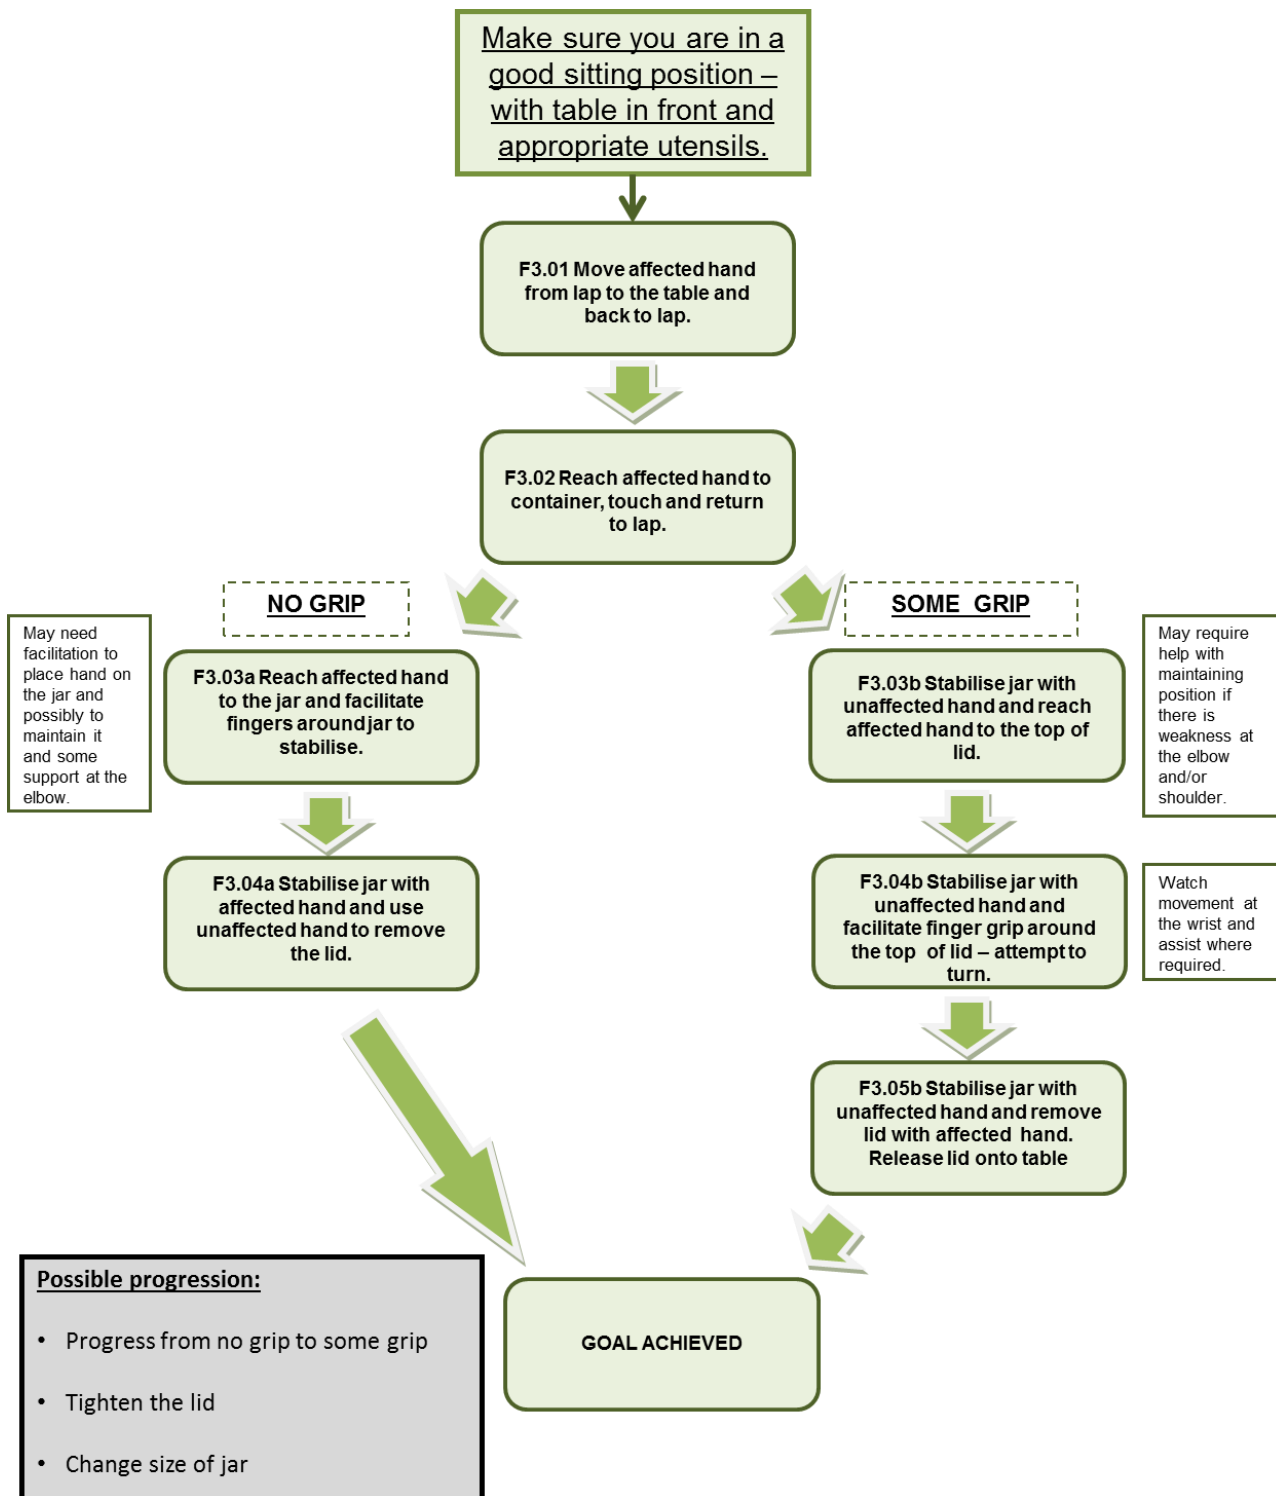 Make sure you are in a
good sitting position –
with table in front and
appropriate utensils.
F3.01 Move affected hand
from lap to the table and
back to lap.
F3.02 Reach affected hand to
container, touch and return
to lap.
NO GRIP
SOME GRIP
May need
facilitation to
place hand on
the jar and
possibly to
maintain it
and some
support at the
elbow.
F3.03a Reach affected hand
to the jar and facilitate
fingers around jar to
stabilise.
F3.03b Stabilise jar with
unaffected hand and reach
affected hand to the top of
lid.
May require
help with
maintaining
position if
there is
weakness at
the elbow
and/or
shoulder.
F3.04a Stabilise jar with
affected hand and use
unaffected hand to remove
the lid.
F3.04b Stabilise jar with
unaffected hand and
facilitate finger grip around
the top of lid – attempt to
turn.
Watch
movement at
the wrist and
assist where
required.
F3.05b Stabilise jar with
unaffected hand and remove
lid with affected hand.
Release lid onto table
Possible progression:
• Progress from no grip to some grip
• Tighten the lid
• Change size of jar
GOAL ACHIEVED